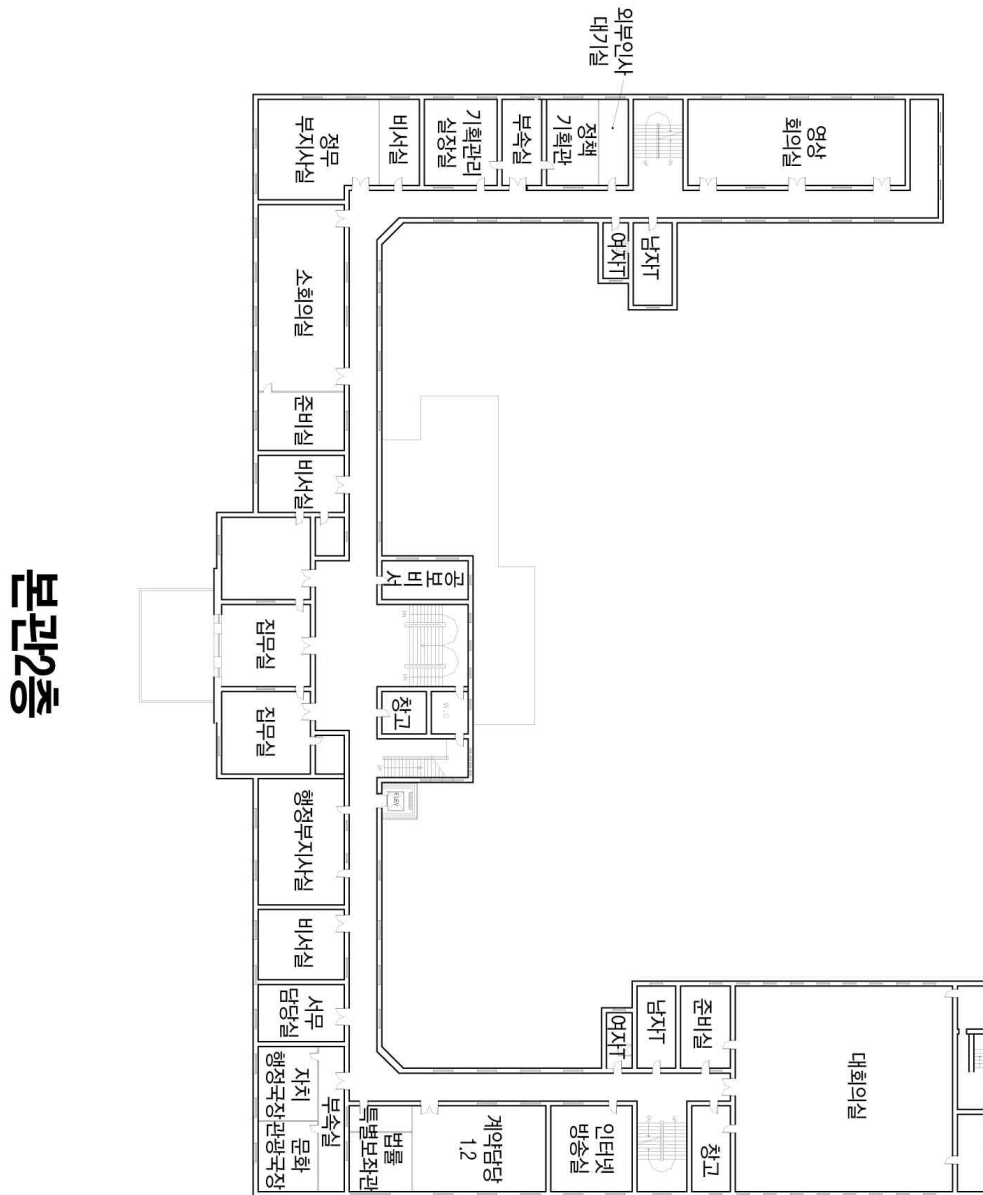 외부인사
대기실
정무
부지사실
비서실
기획관리
실장실
부속실
정책
기획관
영상
회의실
여자T
남자T
소회의실
준비실
비서실
공보
비서
집무실
창고
W.C
집무실
ELEV
행정부지사실
비서실
서무
담당실
자치
행정국장
문화
관광국장
부속실
법률
특별보좌관
계약담당
1.2
인터넷
방송실
창고
여자T
남자T
준비실
대회의실
본관2층